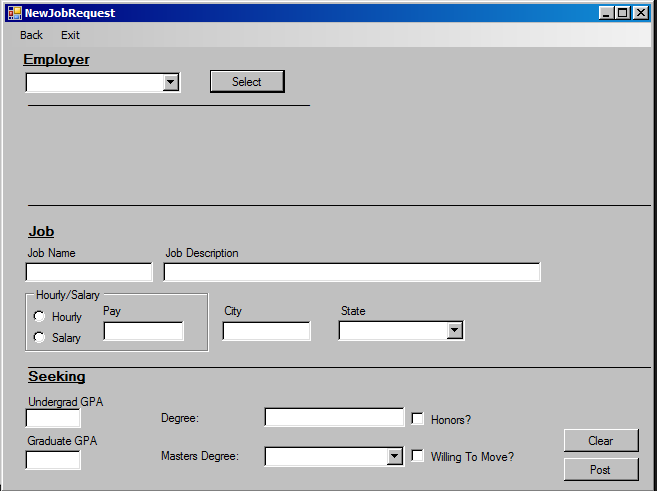 NewJobRequest
Back Exit
Employer
Select
Job
Job Name Job Description
Hourly/Salary
Hourly Pay City State
Salary
Seeking
Undergrad GPA
Degree: Honors?
Graduate GPA Clear
Masters Degree: Willing To Move?
Post